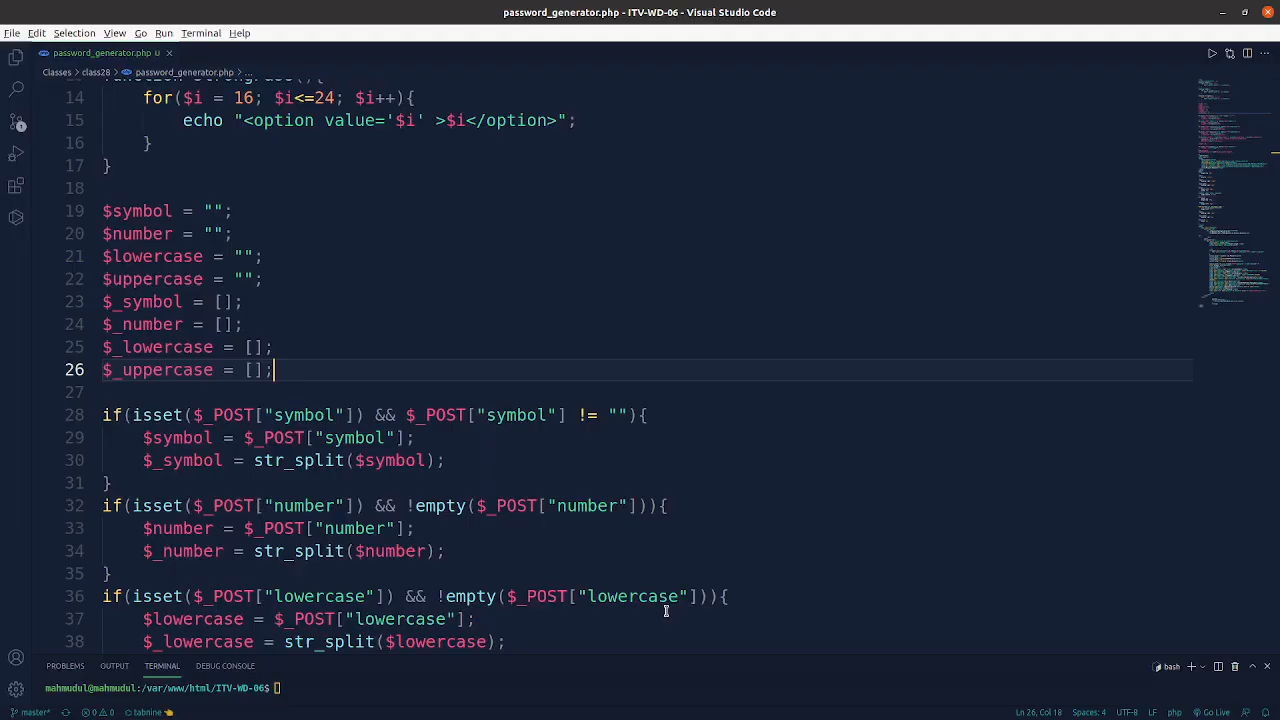 password_generator.php - ITV-WD-06 - Visual Studio Code
File Edit Selection View Go Run Terminal Help
password_generator.php U
Classes > class28 > password_generator.php > ...
14 for($i = 16; $i<=24; $i++){
15 echo "<option value='$i' >$i</option>";
16 }
17 }
18
19 $symbol = "";
20 $number = "";
21 $lowercase = "";
22 $uppercase = "";
23 $_symbol = [];
24 $_number = [];
25 $_lowercase = [];
26 $_uppercase = [];
27
28 if(isset($_POST["symbol"]) && $_POST["symbol"] != ""){
29 $symbol = $_POST["symbol"];
30 $_symbol = str_split($symbol);
31 }
32 if(isset($_POST["number"]) && !empty($_POST["number"])){
33 $number = $_POST["number"];
34 $_number = str_split($number);
35 }
36 if(isset($_POST["lowercase"]) && !empty($_POST["lowercase"])){
37 $lowercase = $_POST["lowercase"];
38 $_lowercase = str_split($lowercase);
PROBLEMS OUTPUT TERMINAL DEBUG CONSOLE bash
mahmudul@mahmudul:/var/www/html/ITV-WD-06$
master* 0 0 tabnine Ln 26, Col 18 Spaces: 4 UTF-8 LF php Go Live